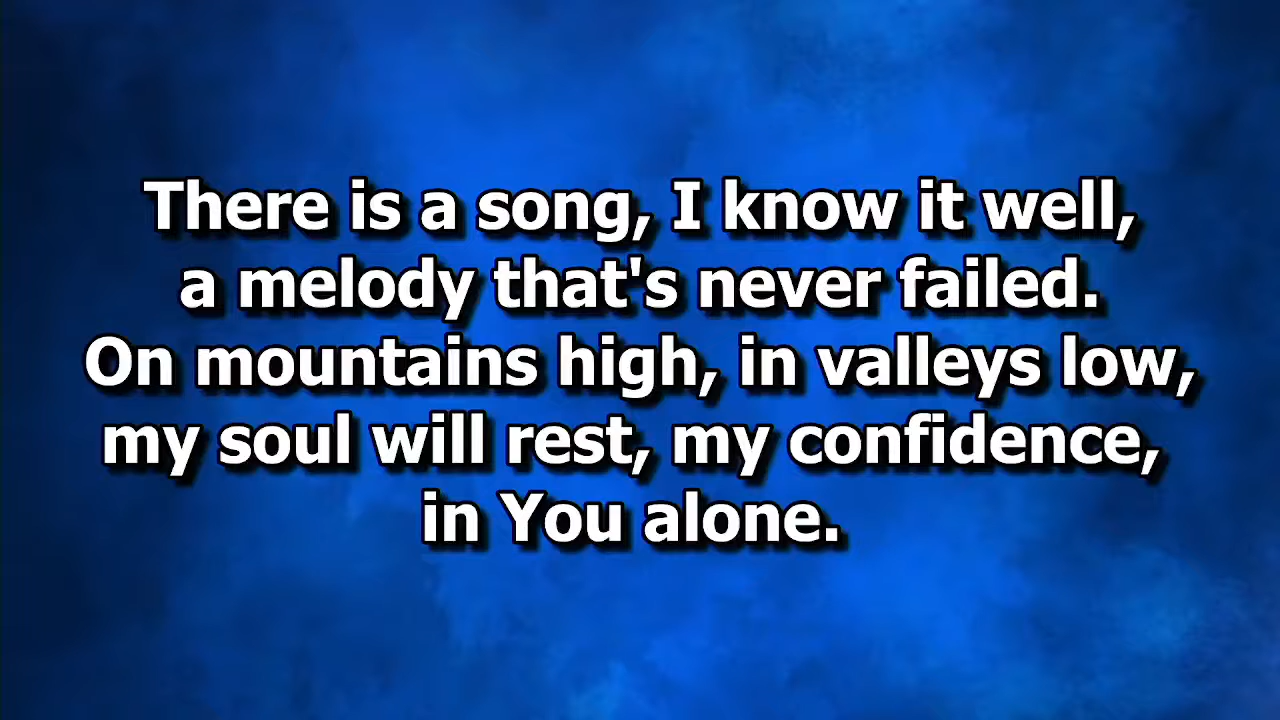 There is a song, I know it well,
a melody that's never failed.
On mountains high, in valleys low,
my soul will rest, my confidence,
in You alone.